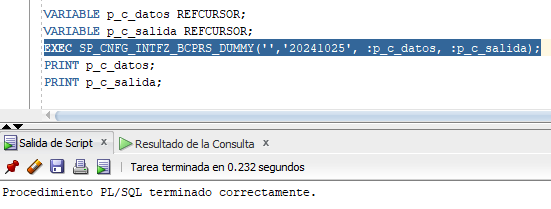 VARIABLE p_c_datos REFCURSOR;
VARIABLE p_c_salida REFCURSOR;
EXEC SP_CNFG_INTFZ_BCPRS_DUMMY('','20241025', :p_c_datos, :p_c_salida);
PRINT p_c_datos;
PRINT p_c_salida;
Salida de Script x Resultado de la Consulta x
Tarea terminada en 0.232 segundos
Procedimiento PL/SQL terminado correctamente.